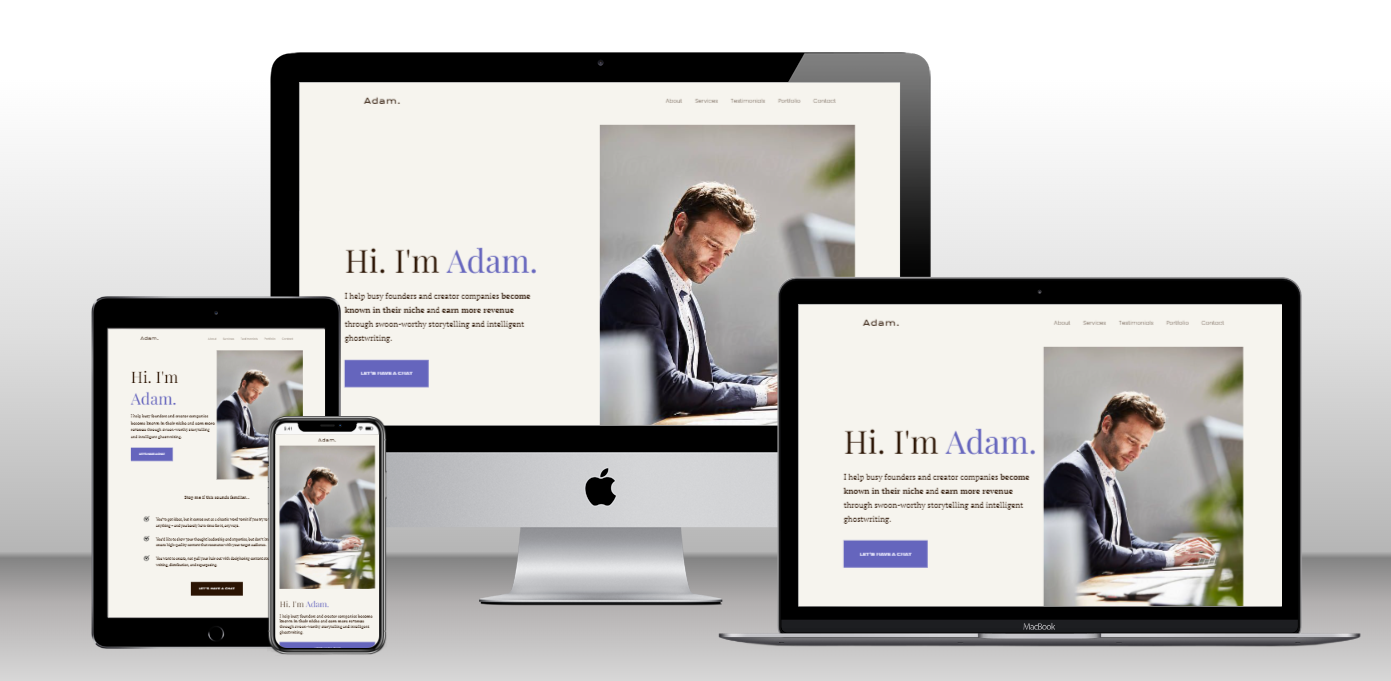 Adam.
About Services Testimonials Portfolio Contact
Hi. I'm Adam.
I help busy founders and creator companies become
known in their niche and earn more revenue
through swoon-worthy storytelling and intelligent
ghostwriting.
LET'S HAVE A CHAT
Adam.
Hi. I'm
Adam.
I help busy founders and creator companies
become known in their niche and earn more
revenue through swoon-worthy storytelling
and intelligent ghostwriting.
Stop me if this sounds familiar...
LET'S HAVE A CHAT
Adam.
Hi. I'm Adam.
I help busy founders and creator companies become
known in their niche and earn more revenue
through swoon-worthy storytelling and intelligent
ghostwriting.
Adam.
About Services Testimonials Portfolio Contact
Hi. I'm Adam.
I help busy founders and creator companies become
known in their niche and earn more revenue
through swoon-worthy storytelling and intelligent
ghostwriting.
LET'S HAVE A CHAT
MacBook